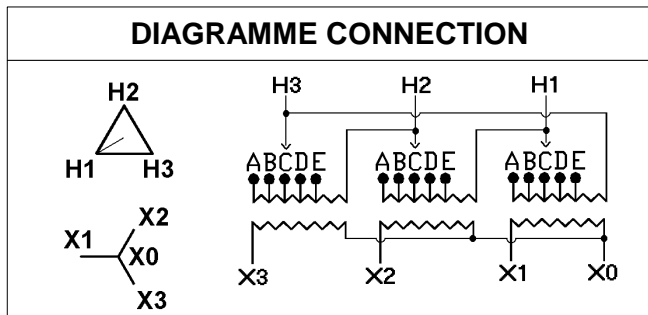 DIAGRAMME CONNECTION
H2
H1 H3
X2
X1 X0
X3
H3 H2 H1
ABCDE ABCDE ABCDE
X3 X2 X1 X0